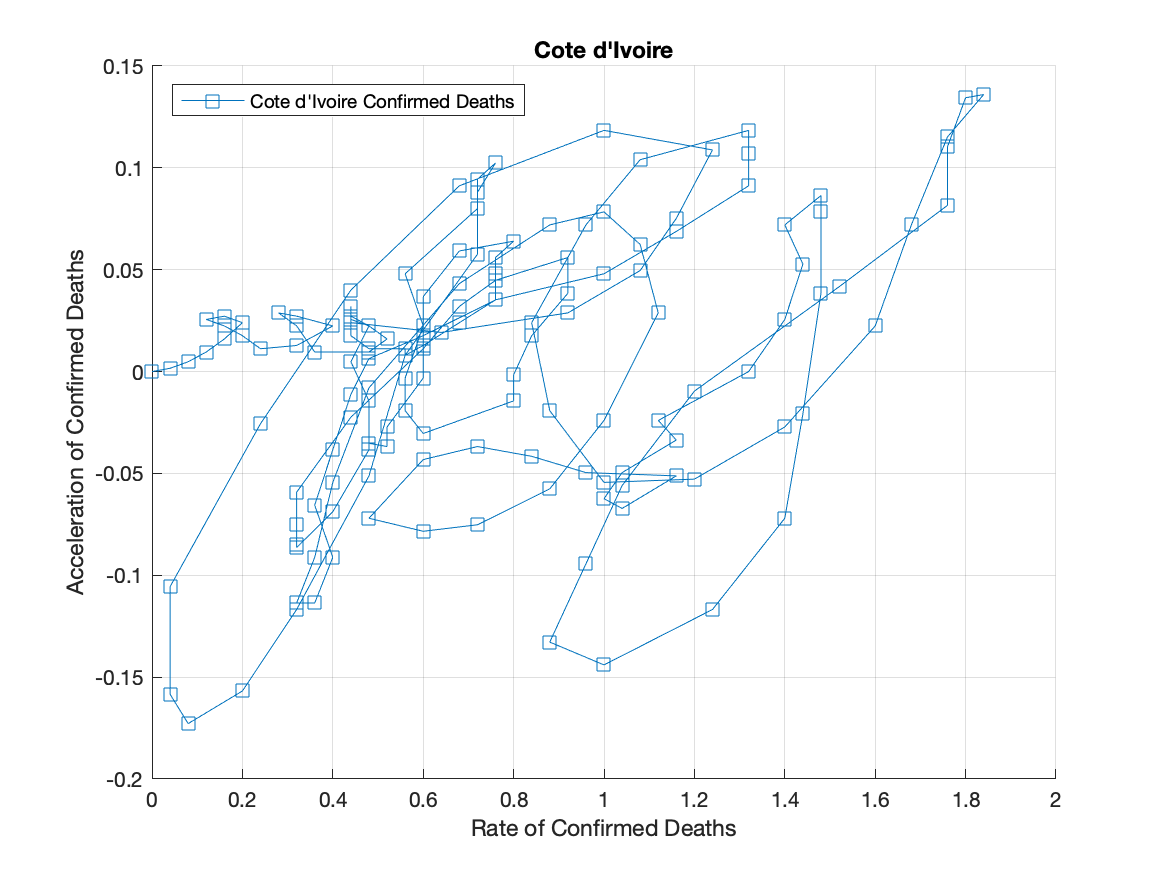 Cote d'Ivoire
Cote d'Ivoire Confirmed Deaths
0.15
0.1
0.05
0
-0.05
-0.1
-0.15
-0.2
Acceleration of Confirmed Deaths
0 0.2 0.4 0.6 0.8 1 1.2 1.4 1.6 1.8 2
Rate of Confirmed Deaths